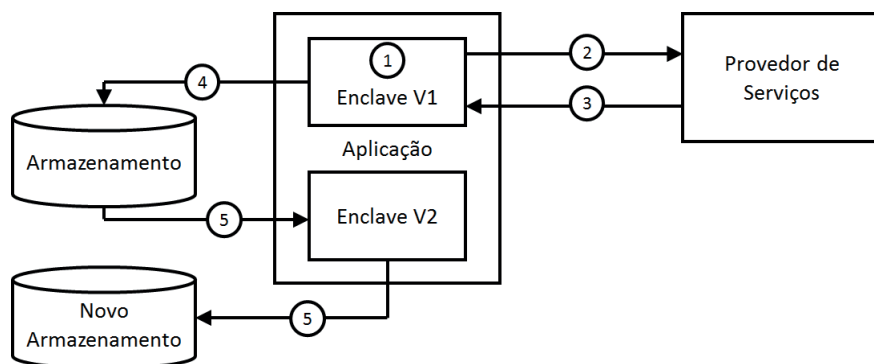 1
Enclave V1
2
3
Provedor de
Serviços
4
Armazenamento
Aplicação
5
Enclave V2
5
Novo
Armazenamento